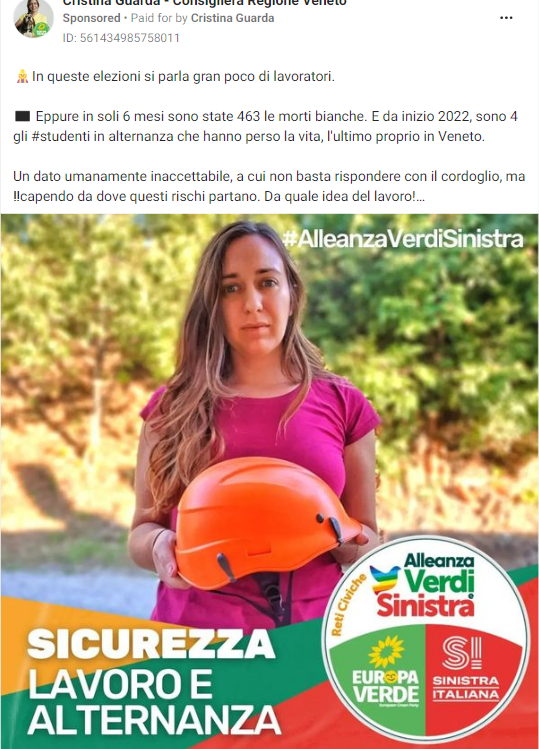 Cristina Guarda - Consigliera Regione Veneto
Sponsored • Paid for by Cristina Guarda
ID: 561434985758011
In queste elezioni si parla gran poco di lavoratori.
Eppure in soli 6 mesi sono state 463 le morti bianche. E da inizio 2022, sono 4
gli #studenti in alternanza che hanno perso la vita, l'ultimo proprio in Veneto.
Un dato umanamente inaccettabile, a cui non basta rispondere con il cordoglio, ma
‼capendo da dove questi rischi partano. Da quale idea del lavoro!...
#AlleanzaVerdiSinistra
SICUREZZA
LAVORO E
ALTERNANZA
Reti Civiche
Alleanza
Verdi e
Sinistra
EUROPA
VERDE
European Green Party
SI
SINISTRA
ITALIANA